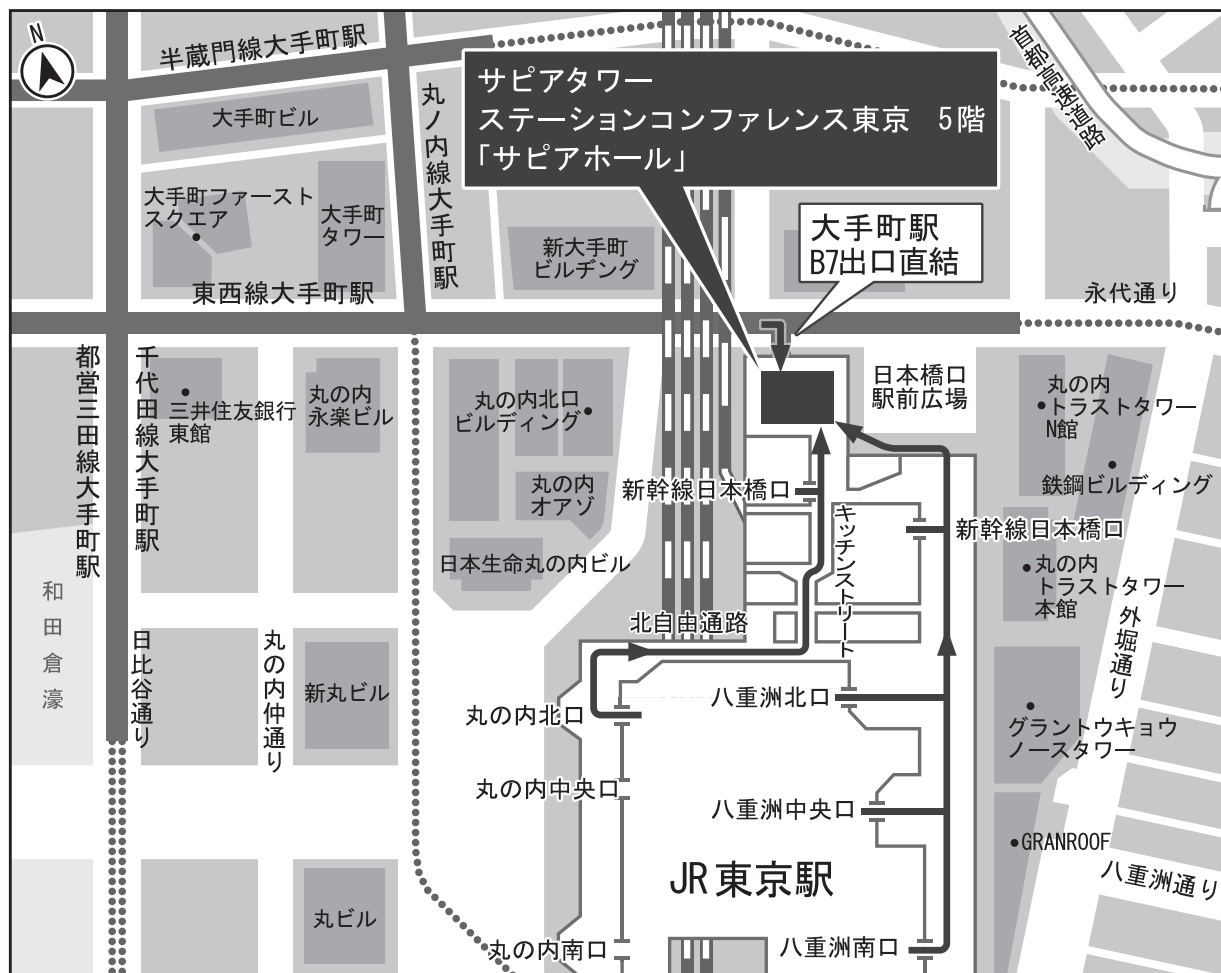 N
半蔵門線大手町駅
首都高速道路
サピアタワー
ステーションコンファレンス東京　5階
「サピアホール」
大手町ビル
丸ノ内線大手町駅
大手町ファースト
スクエア
大手町
タワー
新大手町
ビルヂング
大手町駅
B7出口直結
東西線大手町駅
永代通り
都営三田線大手町駅
千代田線大手町駅
三井住友銀行
東館
丸の内
永楽ビル
丸の内北口
ビルディング
日本橋口
駅前広場
丸の内
トラストタワー
N館
丸の内
オアゾ
新幹線日本橋口
鉄鋼ビルディング
キッチンストリート
新幹線日本橋口
日本生命丸の内ビル
丸の内
トラストタワー
本館
和田倉濠
北自由通路
外堀通り
日比谷通り
丸の内仲通り
新丸ビル
丸の内北口
八重洲北口
グラントウキョウ
ノースタワー
丸の内中央口
八重洲中央口
GRANROOF
JR東京駅
八重洲通り
丸ビル
丸の内南口
八重洲南口